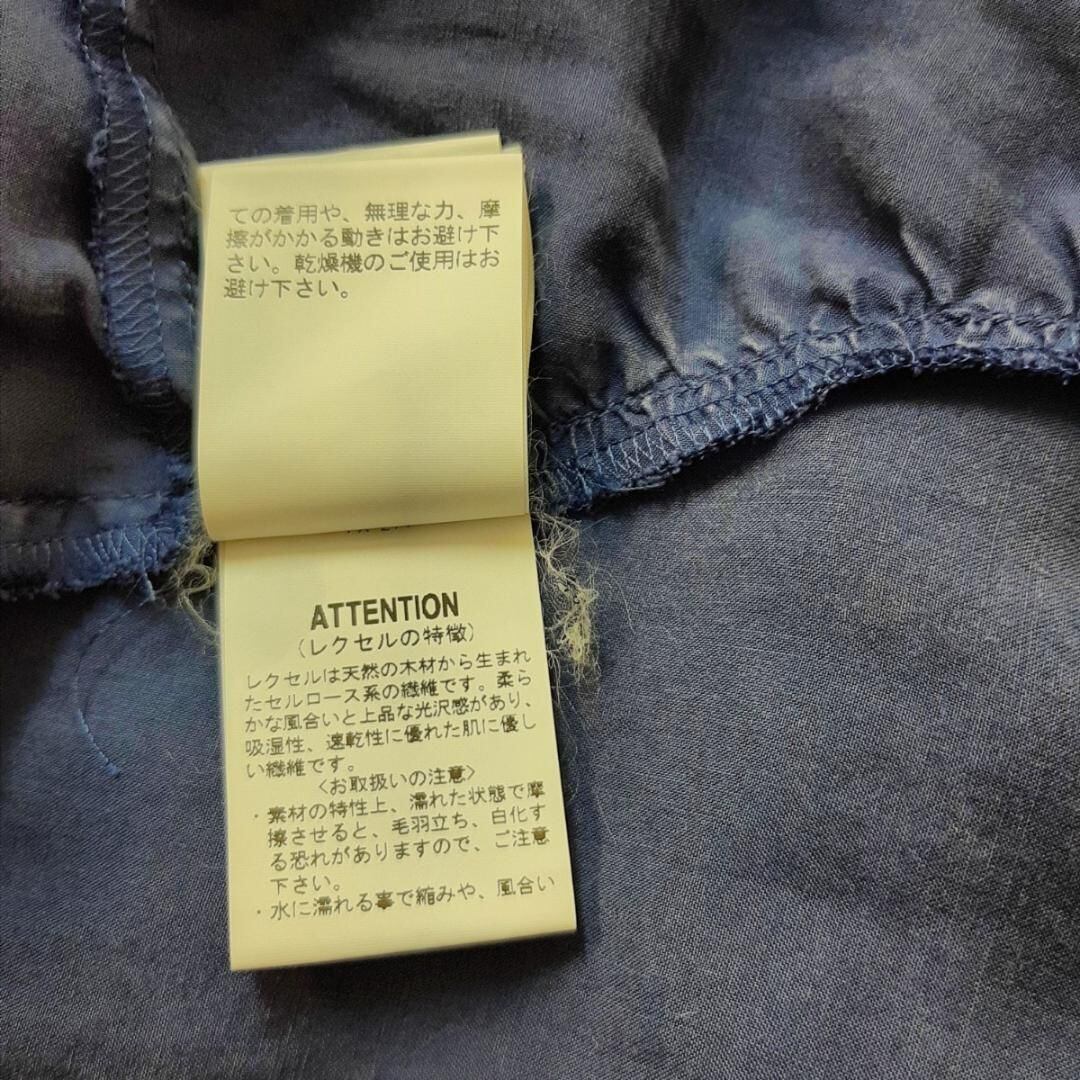 ての着用や、無理な力、摩
擦がかかる動きはお避け下
さい。乾燥機のご使用はお
避け下さい。
ATTENTION
(レクセルの特徴)
レクセルは天然の木材から生まれ
たセルロース系の繊維です。柔ら
かな風合いと上品な光沢感があり、
吸湿性、速乾性に優れた肌に優し
い繊維です。
〈お取扱いの注意〉
・素材の特性上、濡れた状態で摩
擦させると、毛羽立ち、白化す
る恐れがありますので、ご注意
下さい。
・水に濡れる事で縮みや、風合い